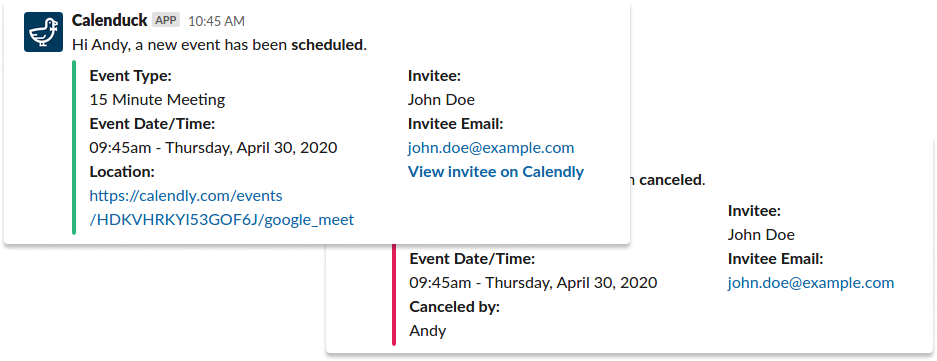 Calenduck APP 10:45 AM
Hi Andy, a new event has been scheduled.
Event Type:
15 Minute Meeting
Event Date/Time:
09:45am - Thursday, April 30, 2020
Location:
https://calendly.com/events
/HDKVHRKYI53GOF6J/google_meet
Invitee:
John Doe
Invitee Email:
john.doe@example.com
View invitee on Calendly
canceled.
Event Date/Time:
09:45am - Thursday, April 30, 2020
Canceled by:
Andy
Invitee:
John Doe
Invitee Email:
john.doe@example.com